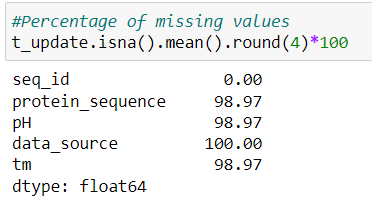 #Percentage of missing values
t_update.isna().mean().round(4)*100
seq_id 0.00
protein_sequence 98.97
pH 98.97
data_source 100.00
tm 98.97
dtype: float64